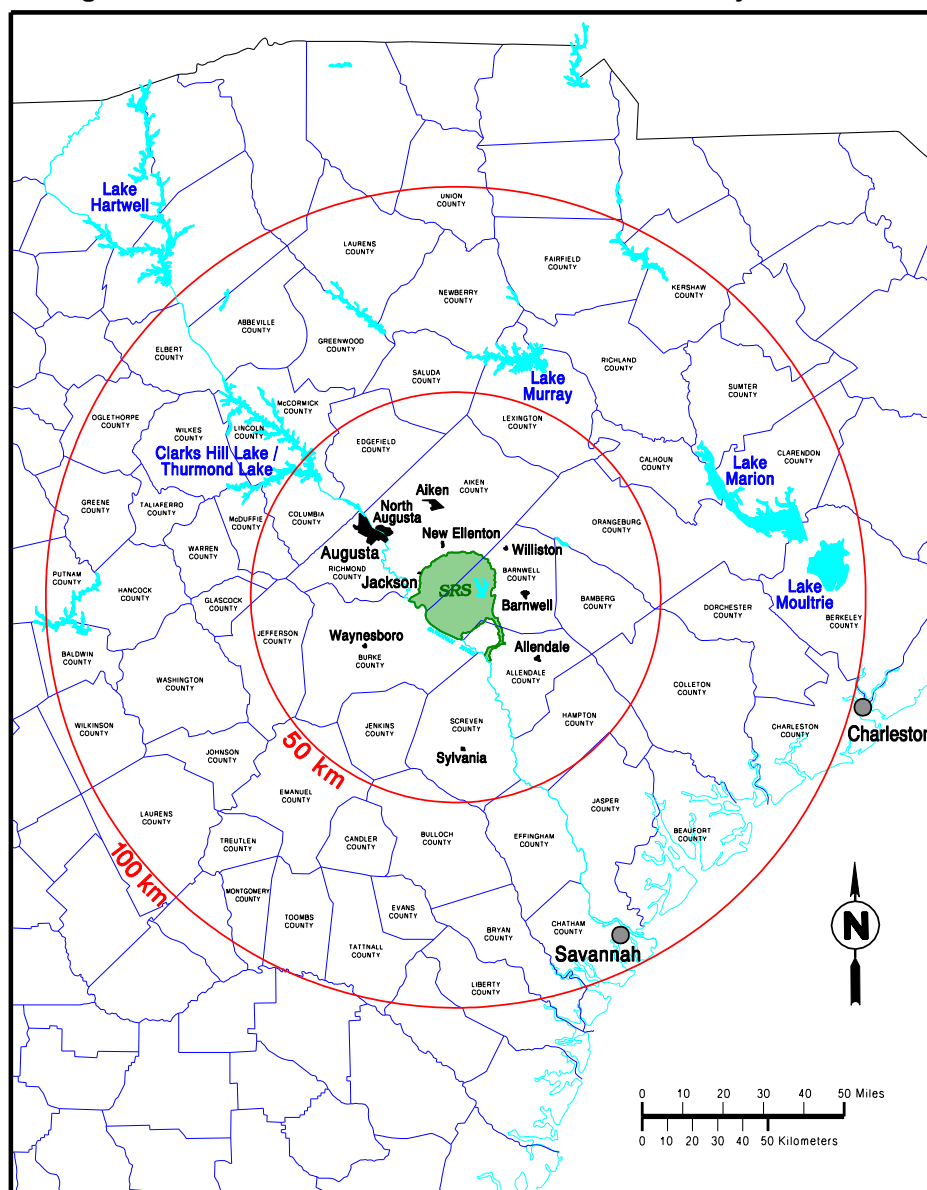 UNION
COUNTY
Lake
Hartwell
LAURENS
COUNTY
FAIRFIELD
COUNTY
NEWBERRY
COUNTY
KERSHAW
COUNTY
ABBEVILLE
COUNTY
GREENWOOD
COUNTY
ELBERT
COUNTY
RICHLAND
COUNTY
SALUDA
COUNTY
Lake
Murray
SUMTER
COUNTY
McCORMICK
COUNTY
OGLETHORPE
COUNTY
LEXINGTON
COUNTY
WILKES
COUNTY
LINCOLN
COUNTY
EDGEFIELD
COUNTY
Clarks Hill Lake /
Thurmond Lake
CALHOUN
COUNTY
CLARENDON
COUNTY
Lake
Marion
AIKEN
COUNTY
Aiken
GREENE
COUNTY
TALIAFERRO
COUNTY
North
Augusta
COLUMBIA
COUNTY
McDUFFIE
COUNTY
ORANGEBURG
COUNTY
New Ellenton
WARREN
COUNTY
Augusta
Williston
RICHMOND
COUNTY
Jackson
BARNWELL
COUNTY
PUTNAM
COUNTY
HANCOCK
COUNTY
SRS
Lake
Moultrie
GLASCOCK
COUNTY
Barnwell
BAMBERG
COUNTY
DORCHESTER
COUNTY
BERKELEY
COUNTY
JEFFERSON
COUNTY
Waynesboro
BURKE
COUNTY
Allendale
BALDWIN
COUNTY
ALLENDALE
COUNTY
WASHINGTON
COUNTY
COLLETON
COUNTY
WILKINSON
COUNTY
JENKINS
COUNTY
SCREVEN
COUNTY
HAMPTON
COUNTY
CHARLESTON
COUNTY
Charleston
50 km
JOHNSON
COUNTY
Sylvania
EMANUEL
COUNTY
JASPER
COUNTY
LAURENS
COUNTY
TREUTLEN
COUNTY
CANDLER
COUNTY
BULLOCH
COUNTY
EFFINGHAM
COUNTY
BEAUFORT
COUNTY
100 km
MONTGOMERY
COUNTY
TOOMBS
COUNTY
EVANS
COUNTY
BRYAN
COUNTY
CHATHAM
COUNTY
N
TATTNALL
COUNTY
Savannah
LIBERTY
COUNTY
0 10 20 30 40 50 Miles
0 10 20 30 40 50 Kilometers